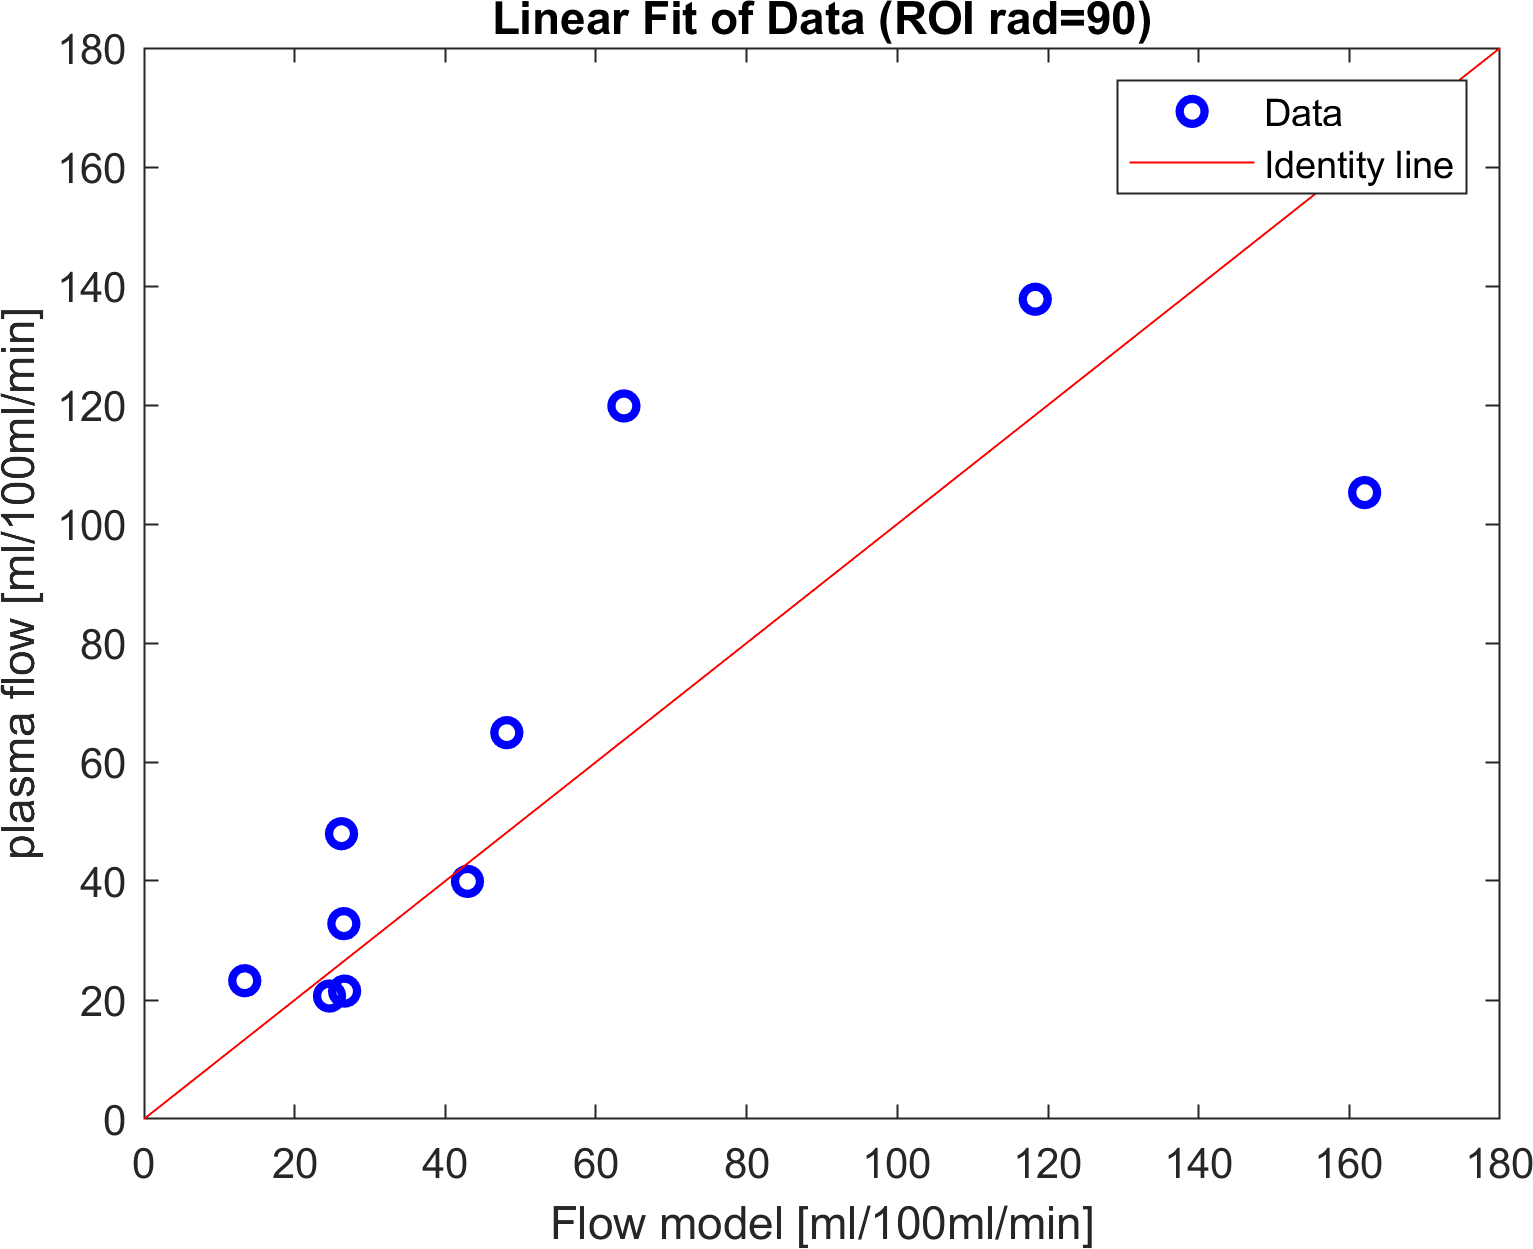 Linear Fit of Data (ROI rad=90)
180
160
140
120
100
80
60
40
20
0
plasma flow [ml/100ml/min]
Data
Identity line
0 20 40 60 80 100 120 140 160 180
Flow model [ml/100ml/min]